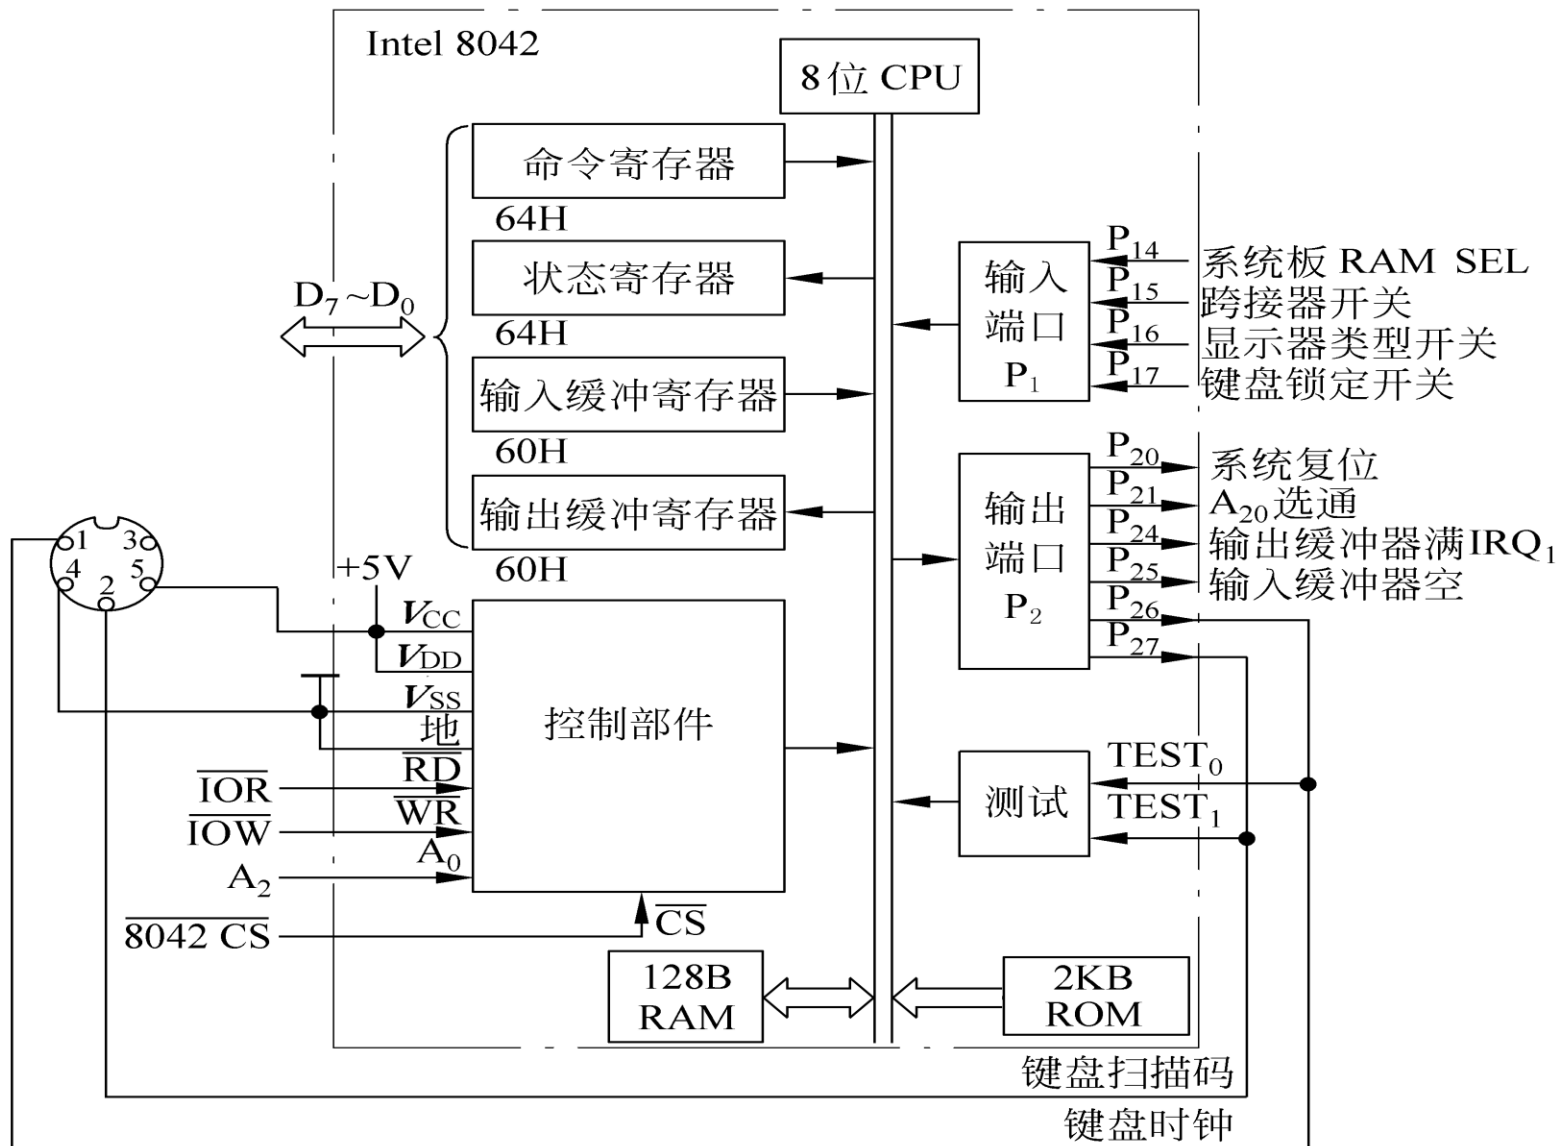 Intel 8042
8位 CPU
命令寄存器
64H
状态寄存器
64H
D7~D0
输入缓冲寄存器
60H
输出缓冲寄存器
60H
输入
端口
P1
P14
系统板 RAM SEL
P15
跨接器开关
P16
显示器类型开关
P17
键盘锁定开关
输出
端口
P2
P20
系统复位
P21
A20选通
P24
输出缓冲器满IRQ1
P25
输入缓冲器空
P26
P27
1
3
4
5
2
+5V
VCC
VDD
VSS
地
控制部件
IOR
RD
IOW
WR
A2
A0
8042 CS
CS
测试
TEST0
TEST1
128B
RAM
2KB
ROM
键盘扫描码
键盘时钟